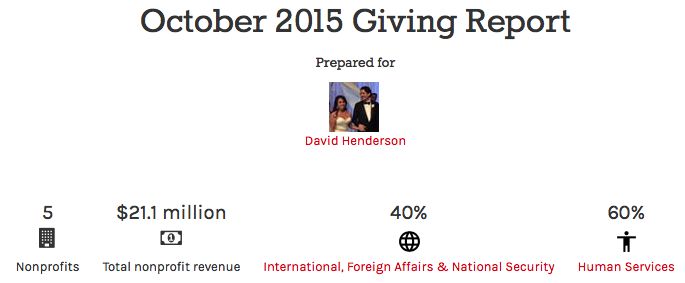 October 2015 Giving Report
Prepared for
David Henderson
5 $21.1 million 40% 60%
Nonprofits Total nonprofit revenue International, Foreign Affairs & National Security Human Services